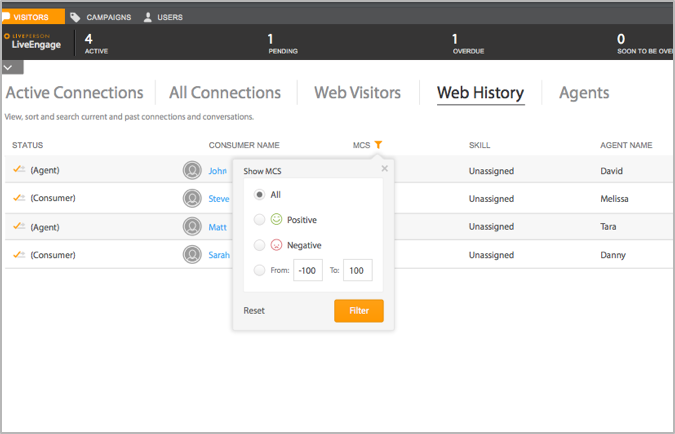 VISITORS CAMPAIGNS USERS
LIVEPERSON
LiveEngage
4 1 1 0
ACTIVE PENDING OVERDUE SOON TO BE OVE
Active Connections All Connections Web Visitors Web History Agents
View, sort and search current and past connections and conversations.
STATUS CONSUMER NAME MCS SKILL AGENT NAME
(Agent) John Unassigned David
Show MCS
All
(Consumer) Steve Unassigned Melissa
Positive
(Agent) Matt Unassigned Tara
Negative
(Consumer) Sarah Unassigned Danny
From: -100 To: 100
Reset Filter